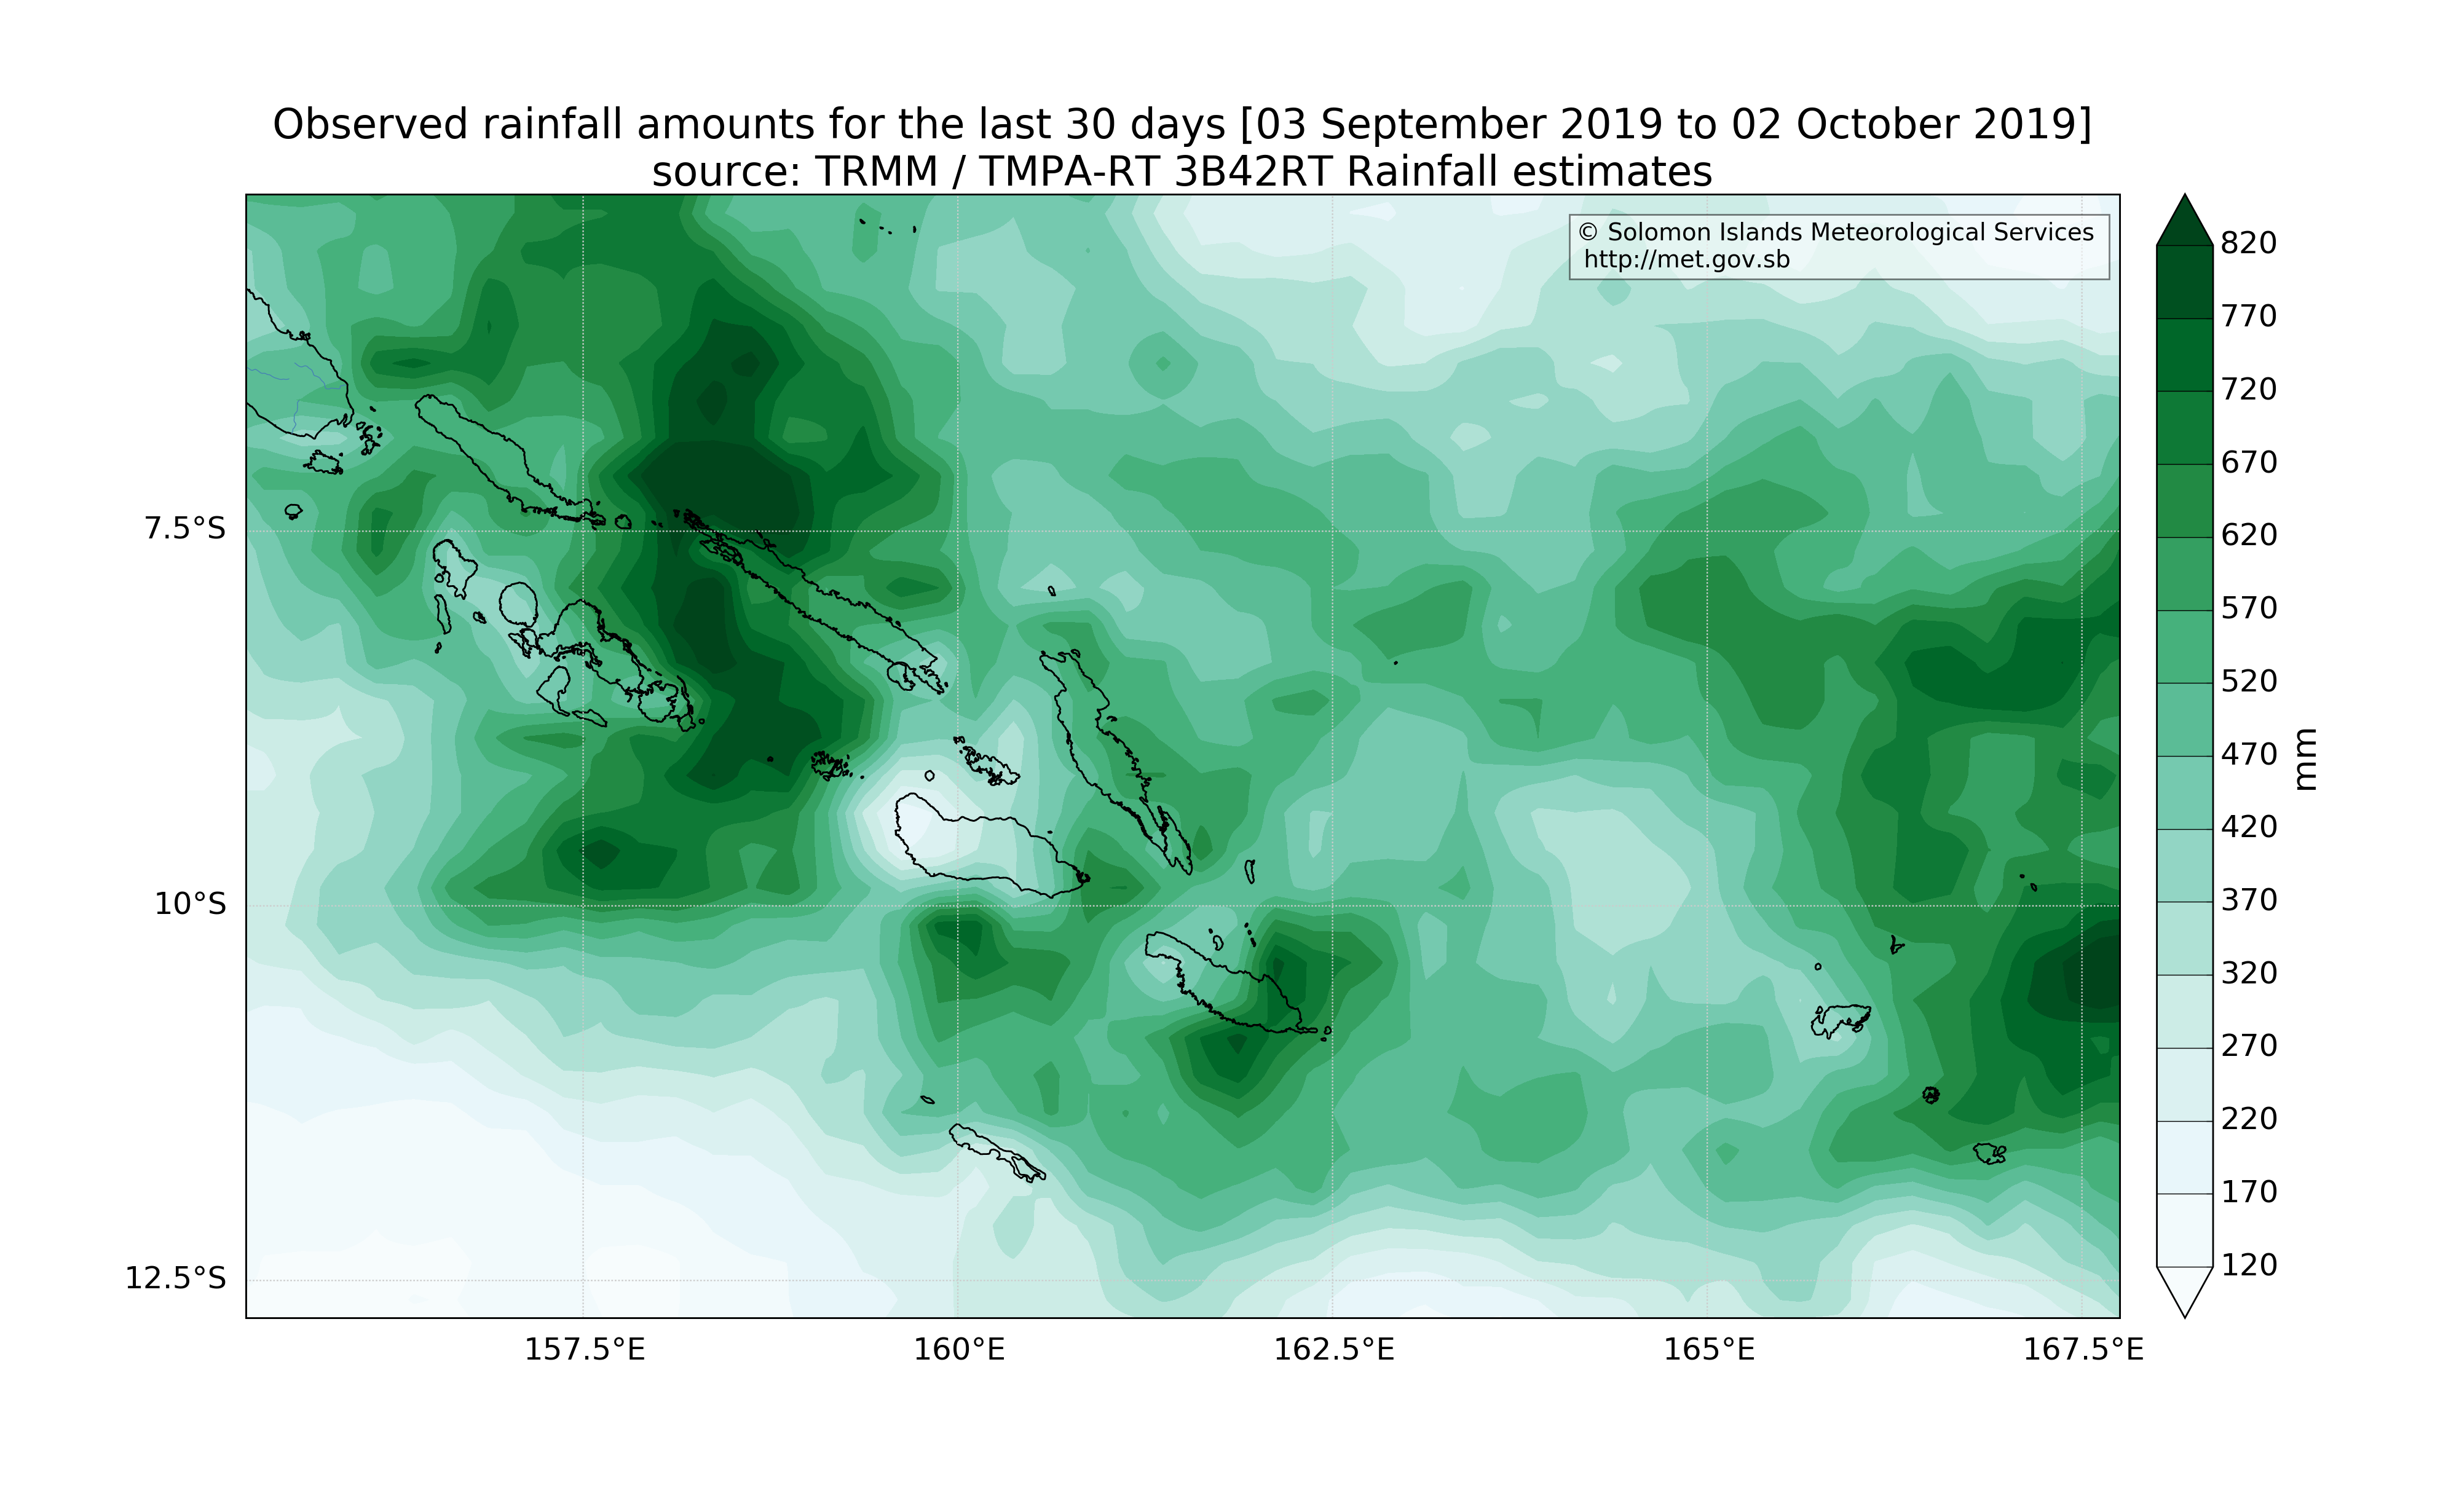 Observed rainfall amounts for the last 30 days [03 September 2019 to 02 October 2019]
source: TRMM / TMPA-RT 3B42RT Rainfall estimates
© Solomon Islands Meteorological Services
http://met.gov.sb
7.5°S
10°S
12.5°S
157.5°E
160°E
162.5°E
165°E
167.5°E
820
770
720
670
620
570
520
470
420
370
320
270
220
170
120
mm